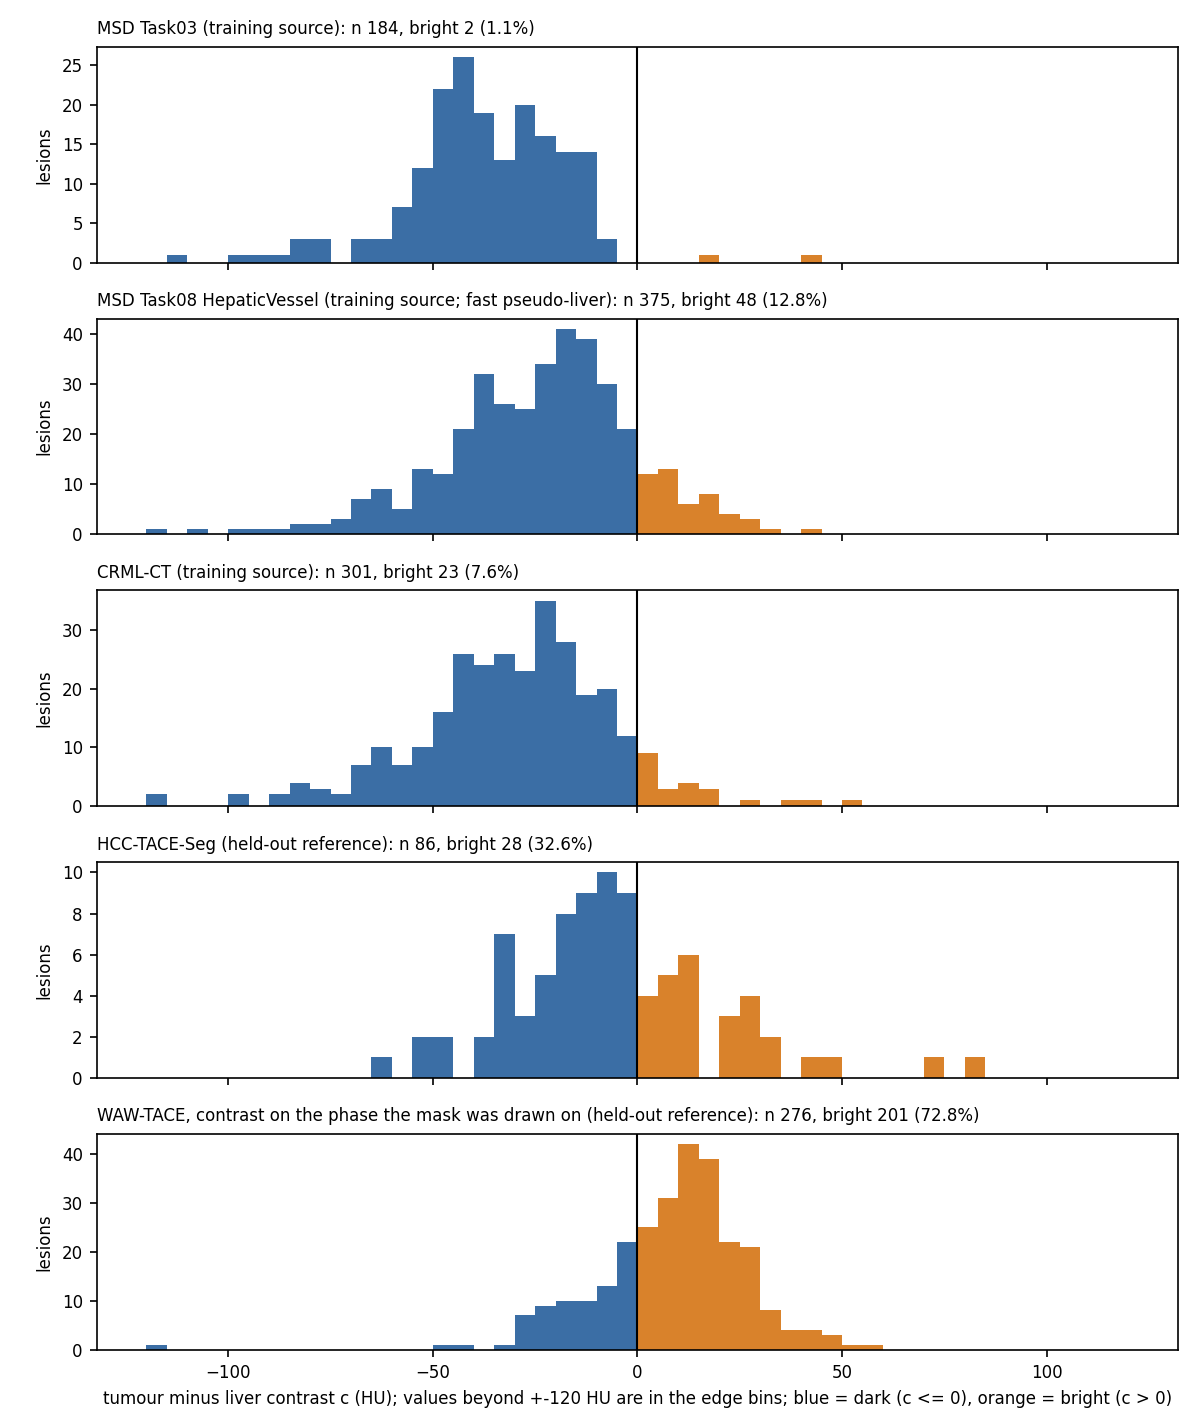 MSD Task03 (training source): n 184, bright 2 (1.1%)
25
20
15
10
5
0
lesions
MSD Task08 HepaticVessel (training source; fast pseudo-liver): n 375, bright 48 (12.8%)
40
30
20
10
0
lesions
CRML-CT (training source): n 301, bright 23 (7.6%)
30
20
10
0
lesions
HCC-TACE-Seg (held-out reference): n 86, bright 28 (32.6%)
10
8
6
4
2
0
lesions
WAW-TACE, contrast on the phase the mask was drawn on (held-out reference): n 276, bright 201 (72.8%)
40
30
20
10
0
lesions
−100 −50 0 50 100
tumour minus liver contrast c (HU); values beyond +-120 HU are in the edge bins; blue = dark (c <= 0), orange = bright (c > 0)